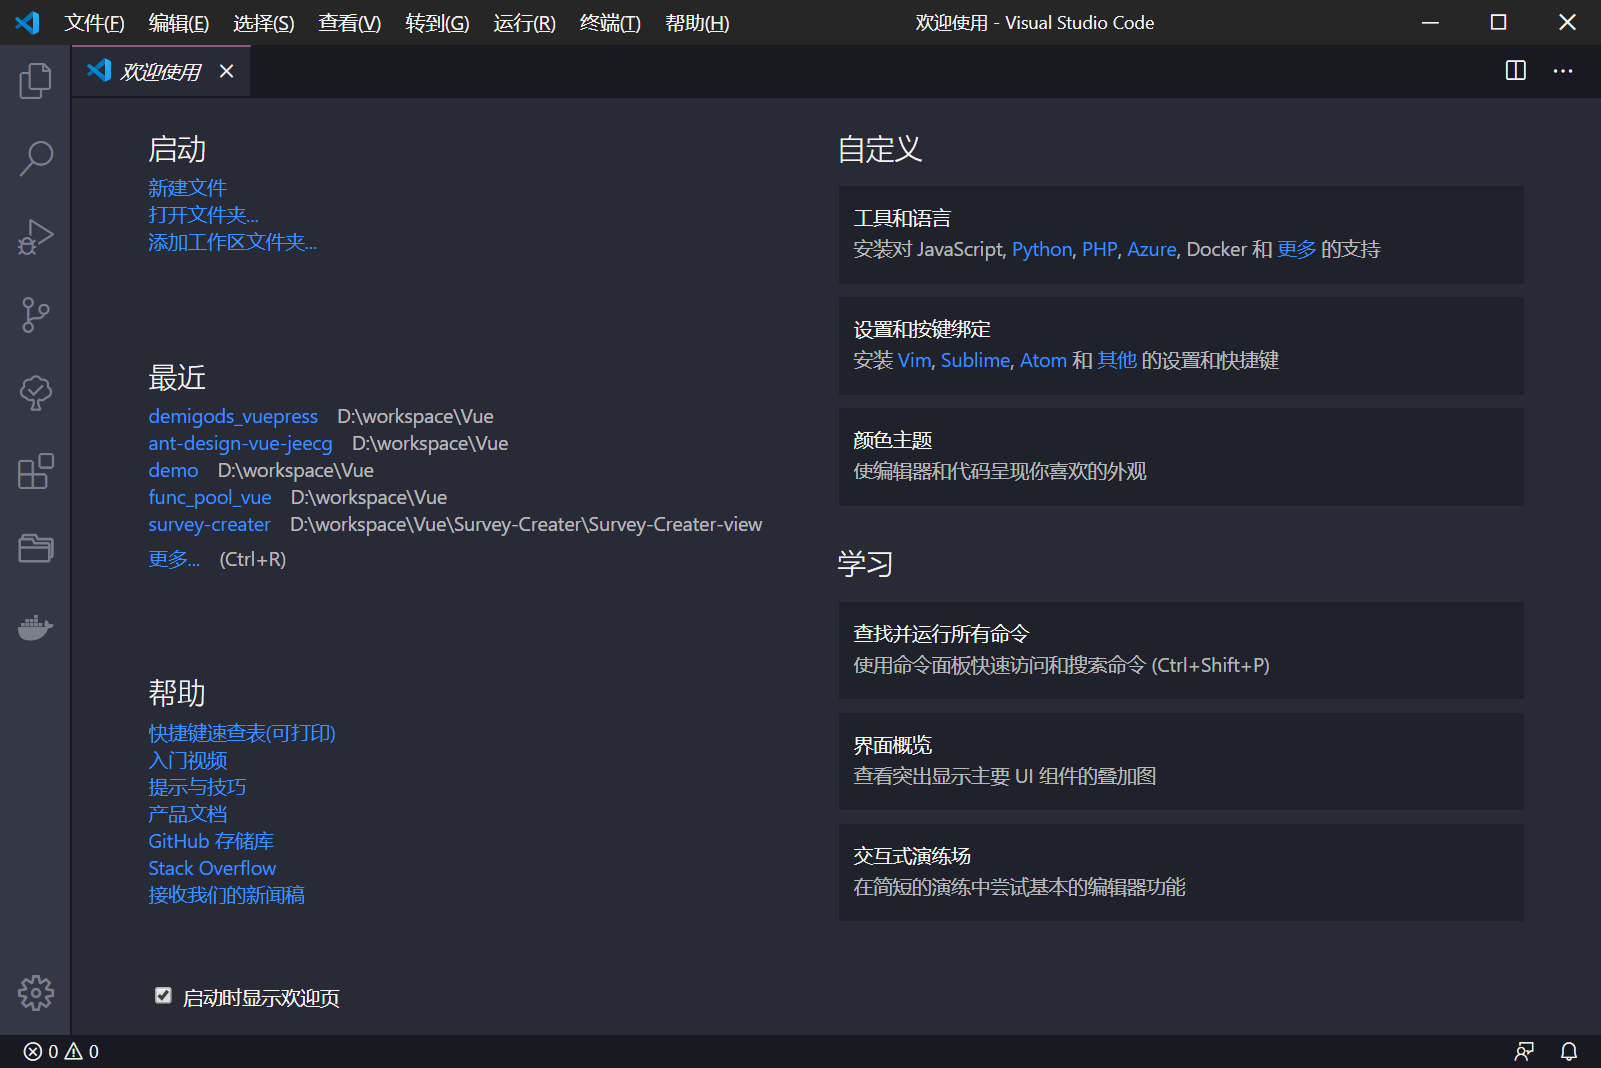 文件(F) 编辑(E) 选择(S) 查看(V) 转到(G) 运行(R) 终端(T) 帮助(H) 欢迎使用 - Visual Studio Code
欢迎使用
启动
新建文件
打开文件夹...
添加工作区文件夹...
最近
demigods_vuepress D:\workspace\Vue
ant-design-vue-jeecg D:\workspace\Vue
demo D:\workspace\Vue
func_pool_vue D:\workspace\Vue
survey-creater D:\workspace\Vue\Survey-Creater\Survey-Creater-view
更多... (Ctrl+R)
帮助
快捷键速查表(可打印)
入门视频
提示与技巧
产品文档
GitHub 存储库
Stack Overflow
接收我们的新闻稿
启动时显示欢迎页
自定义
工具和语言
安装对 JavaScript, Python, PHP, Azure, Docker 和 更多 的支持
设置和按键绑定
安装 Vim, Sublime, Atom 和 其他 的设置和快捷键
颜色主题
使编辑器和代码呈现你喜欢的外观
学习
查找并运行所有命令
使用命令面板快速访问和搜索命令 (Ctrl+Shift+P)
界面概览
查看突出显示主要 UI 组件的叠加图
交互式演练场
在简短的演练中尝试基本的编辑器功能
0 0